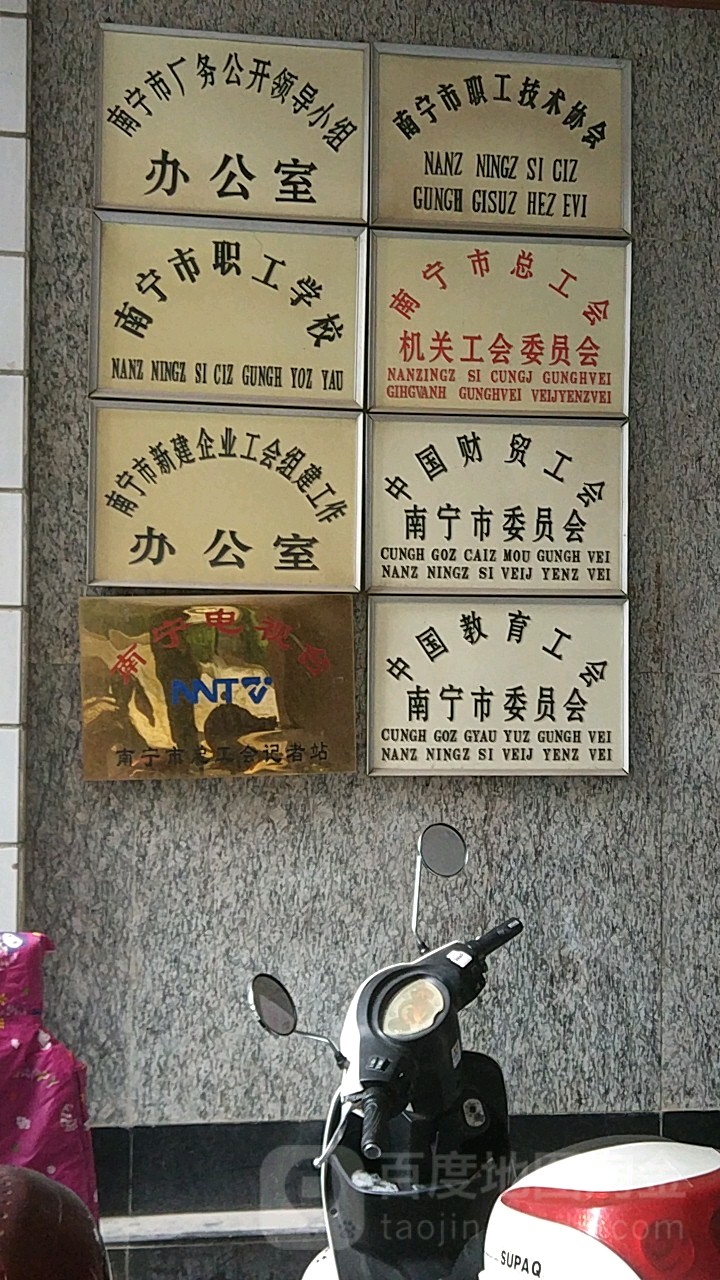 南宁市厂务公开领导小组
办公室
南宁市职工技术协会
NANZ NINGZ SI CIZ
GUNGH GISUZ HEZ EVI
南宁市职工学校
NANZ NINGZ SI CIZ GUNGH YOZ YAU
南宁市总工会
机关工会委员会
NANZINGZ SI CUNGJ GUNGHVEI
GIHGVANH GUNGHVEI VEIJYENZVEI
南宁市新建企业工会组建工作
办公室
中国财贸工会
南宁市委员会
CUNGH GOZ CAIZ MOU GUNGH VEI
NANZ NINGZ SI VEIJ YENZ VEI
南宁电视台
NNTV
南宁市总工会记者站
中国教育工会
南宁市委员会
CUNGH GOZ GYAU YUZ GUNGH VEI
NANZ NINGZ SI VEIJ YENZ VEI
百度地图淘金
SUPAQ